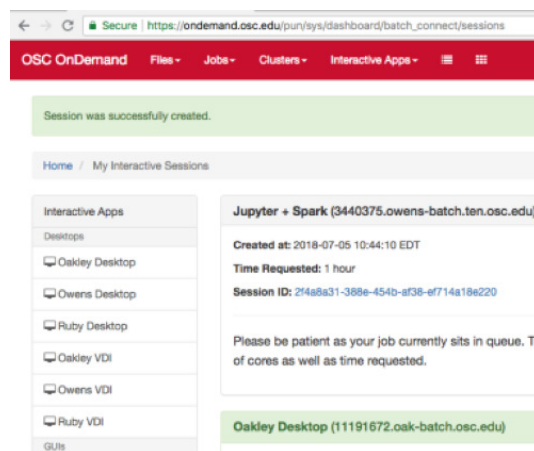 Secure | https://ondemand.osc.edu/pun/sys/dashboard/batch_connect/sessions
OSC OnDemand Files Jobs Clusters Interactive Apps
Session was successfully created.
Home / My Interactive Sessions
Interactive Apps
Desktops
Oakley Desktop
Owens Desktop
Ruby Desktop
Oakley VDI
Owens VDI
Ruby VDI
GUIs
Jupyter + Spark (3440375.owens-batch.ten.osc.edu)
Created at: 2018-07-05 10:44:10 EDT
Time Requested: 1 hour
Session ID: 2f4a8a31-388e-454b-af38-ef714a18e220
Please be patient as your job currently sits in queue. T
of cores as well as time requested.
Oakley Desktop (11191672.oak-batch.osc.edu)